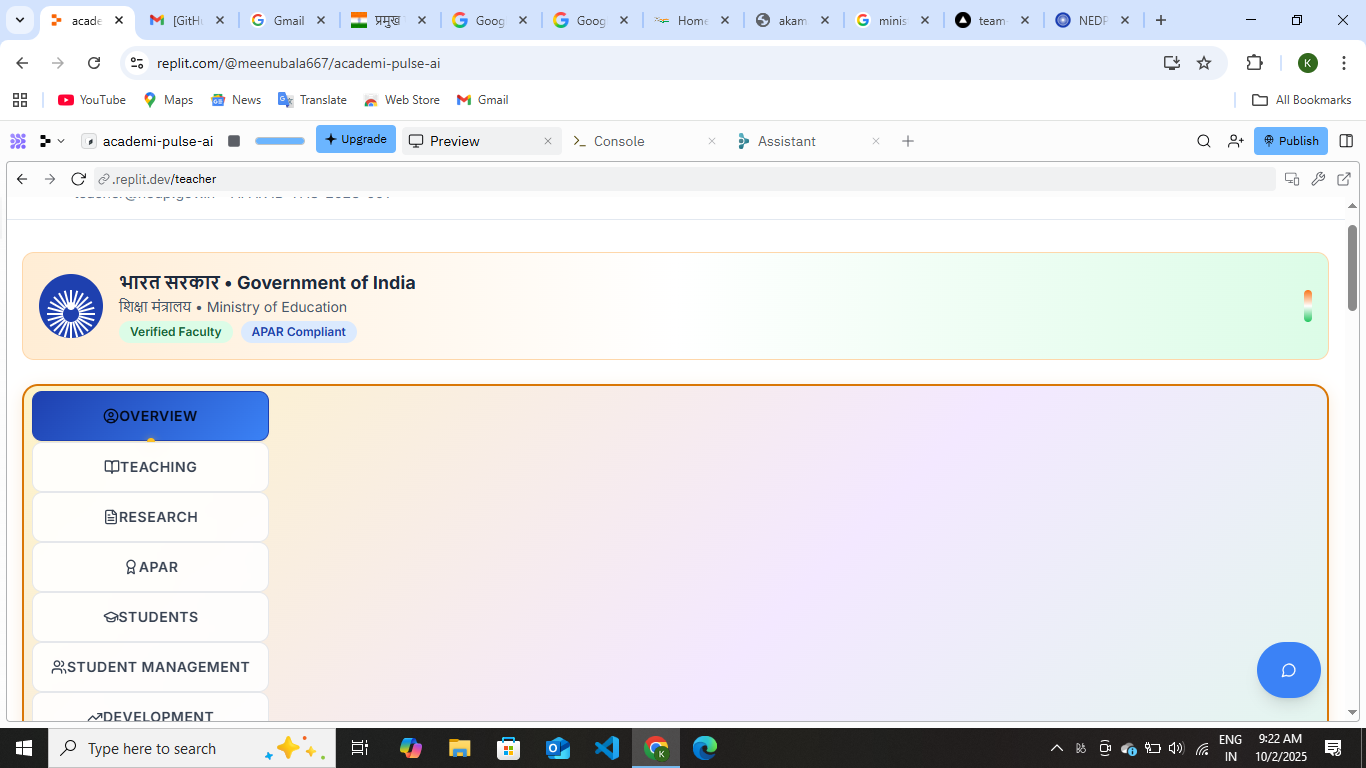 acade
[GitH
Gmail
प्रमुख
Goog
Goog
Home
akan
minis
team
NEDF
replit.com/@meenubala667/academi-pulse-ai
K
YouTube
Maps
News
Translate
Web Store
Gmail
All Bookmarks
academi-pulse-ai
Upgrade
Preview
Console
Assistant
Publish
.replit.dev/teacher
भारत सरकार • Government of India
शिक्षा मंत्रालय • Ministry of Education
Verified Faculty
APAR Compliant
OVERVIEW
TEACHING
RESEARCH
APAR
STUDENTS
STUDENT MANAGEMENT
DEVELOPMENT
Type here to search
ENG
IN
9:22 AM
10/2/2025